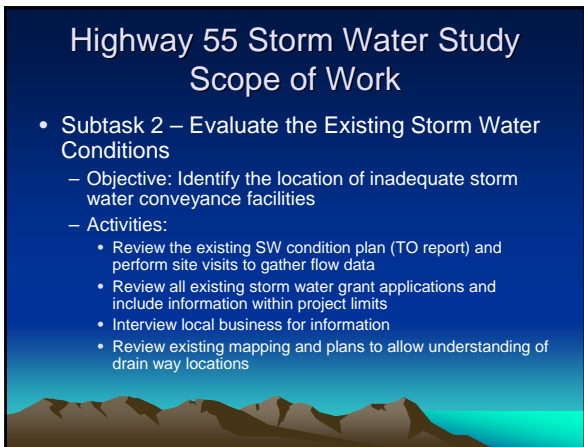 Highway 55 Storm Water Study
Scope of Work
• Subtask 2 – Evaluate the Existing Storm Water
Conditions
– Objective: Identify the location of inadequate storm
water conveyance facilities
– Activities:
• Review the existing SW condition plan (TO report) and
perform site visits to gather flow data
• Review all existing storm water grant applications and
include information within project limits
• Interview local business for information
• Review existing mapping and plans to allow understanding of
drain way locations